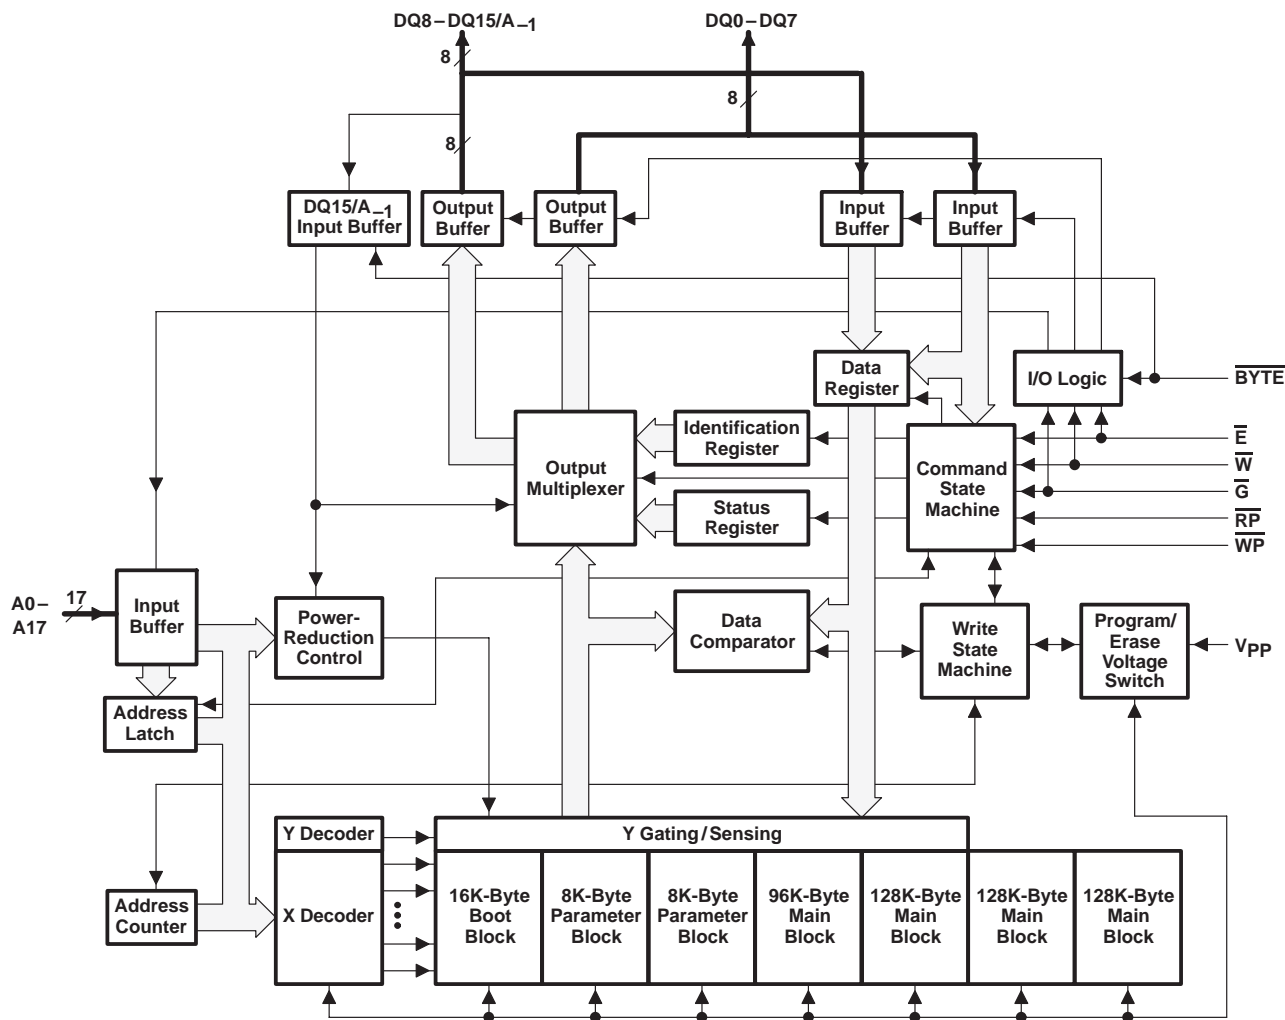 DQ8–DQ15/A–1
DQ0–DQ7
8
8
8
DQ15/A–1
Input Buffer
Output
Buffer
Output
Buffer
Input
Buffer
Input
Buffer
Data
Register
I/O Logic
BYTE
Identification
Register
Output
Multiplexer
Command
State
Machine
E
W
G
RP
WP
Status
Register
A0–
A17
17
Input
Buffer
Power-
Reduction
Control
Data
Comparator
Write
State
Machine
Program/
Erase
Voltage
Switch
VPP
Address
Latch
Y Decoder
Y Gating/Sensing
Address
Counter
X Decoder
16K-Byte
Boot
Block
8K-Byte
Parameter
Block
8K-Byte
Parameter
Block
96K-Byte
Main
Block
128K-Byte
Main
Block
128K-Byte
Main
Block
128K-Byte
Main
Block